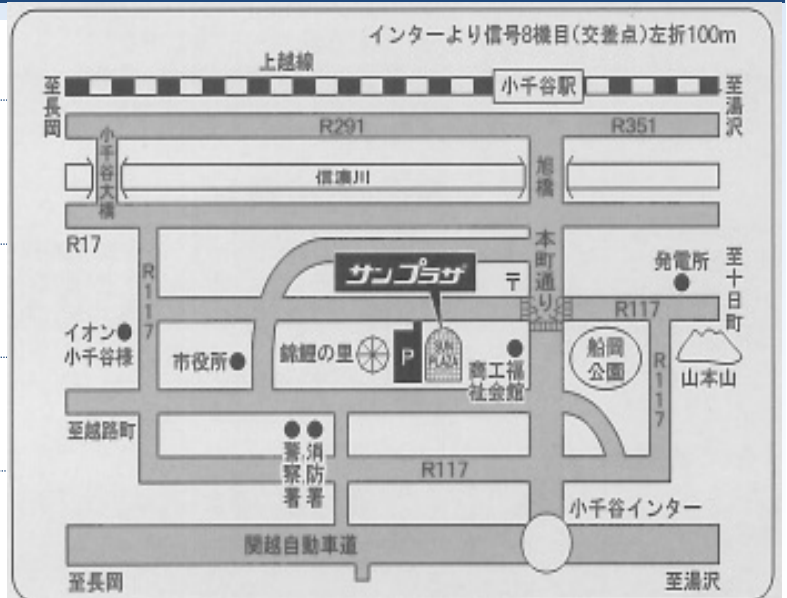 インターより信号8機目(交差点)左折100m
上越線
至長岡
小千谷駅
至湯沢
R291
R351
小千谷大橋
信濃川
旭橋
R17
本町通り
R117
サンプラザ
〒
発電所
至十日町
R117
イオン
小千谷様
市役所
錦鯉の里
P
SUN
PLAZA
商工福
祉会館
船岡
公園
R117
山本山
至越路町
警察署
消防署
R117
小千谷インター
関越自動車道
至長岡
至湯沢